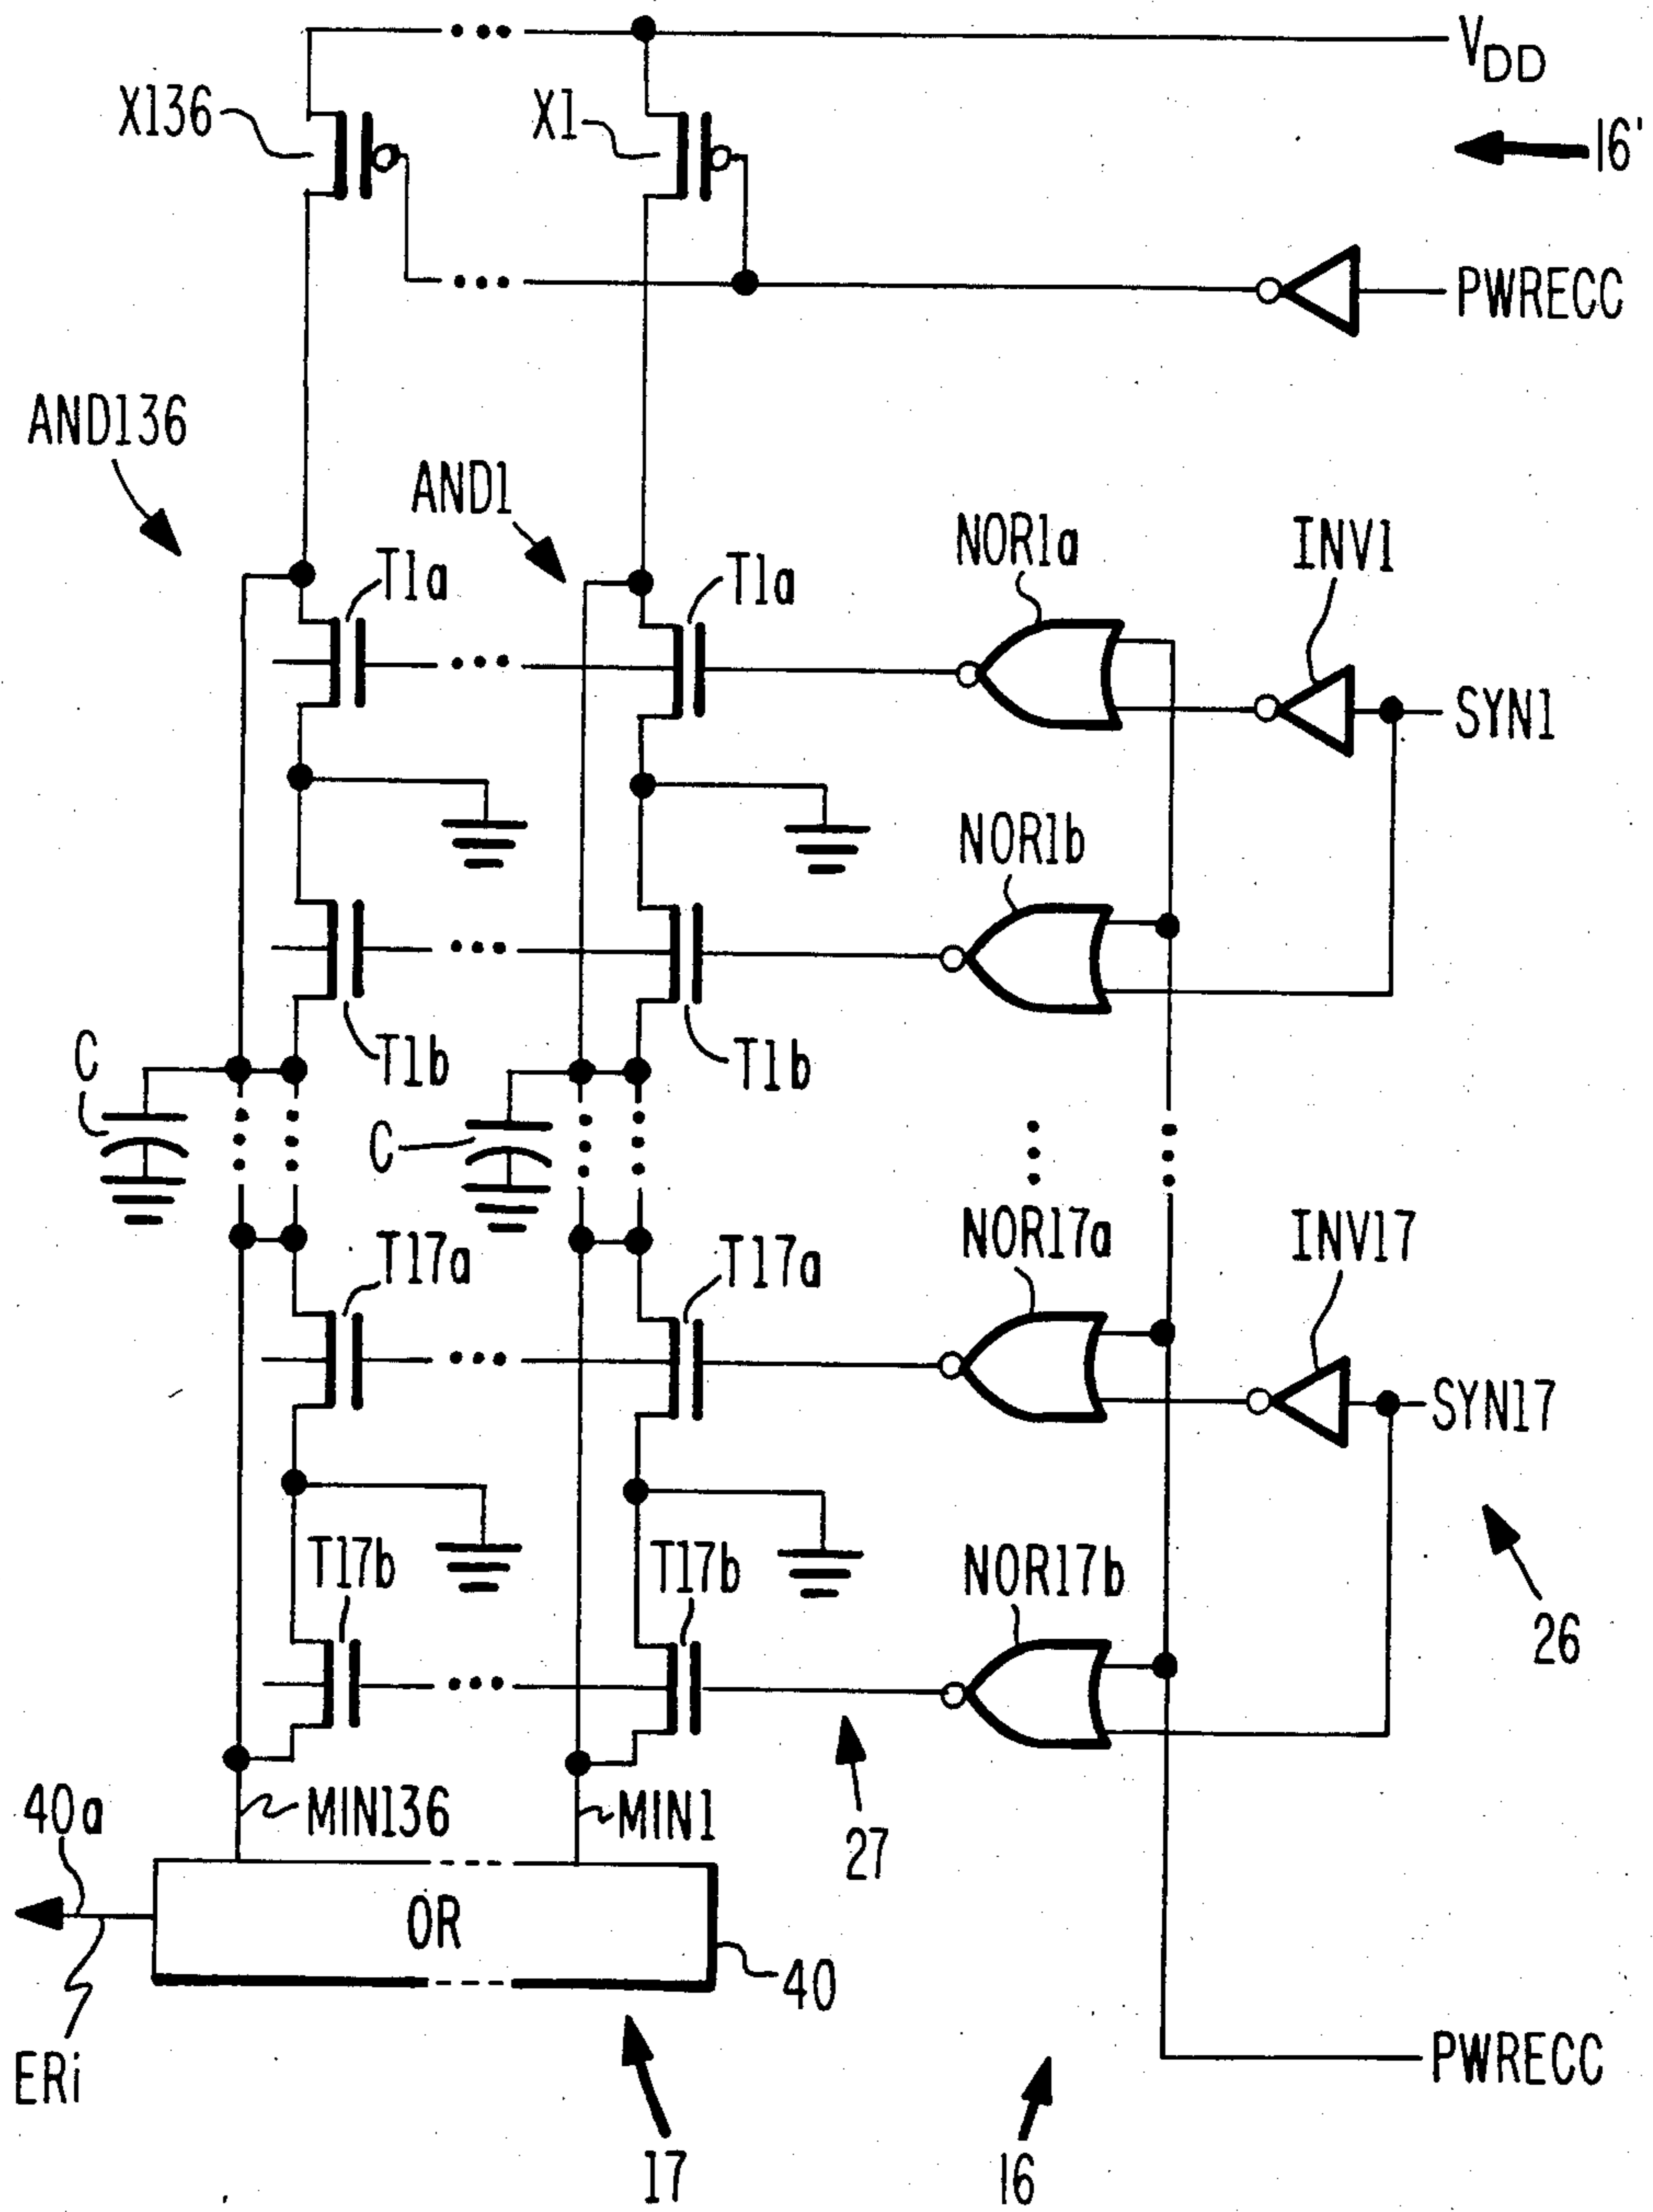 VDD
X136
X1
16'
PWRECC
AND136
AND1
T1a
T1a
NOR1a
INV1
SYN1
NOR1b
C
T1b
C
T1b
T17a
T17a
NOR17a
INV17
SYN17
T17b
T17b
NOR17b
26
40a
MIN136
MIN1
27
OR
40
ERi
PWRECC
17
16